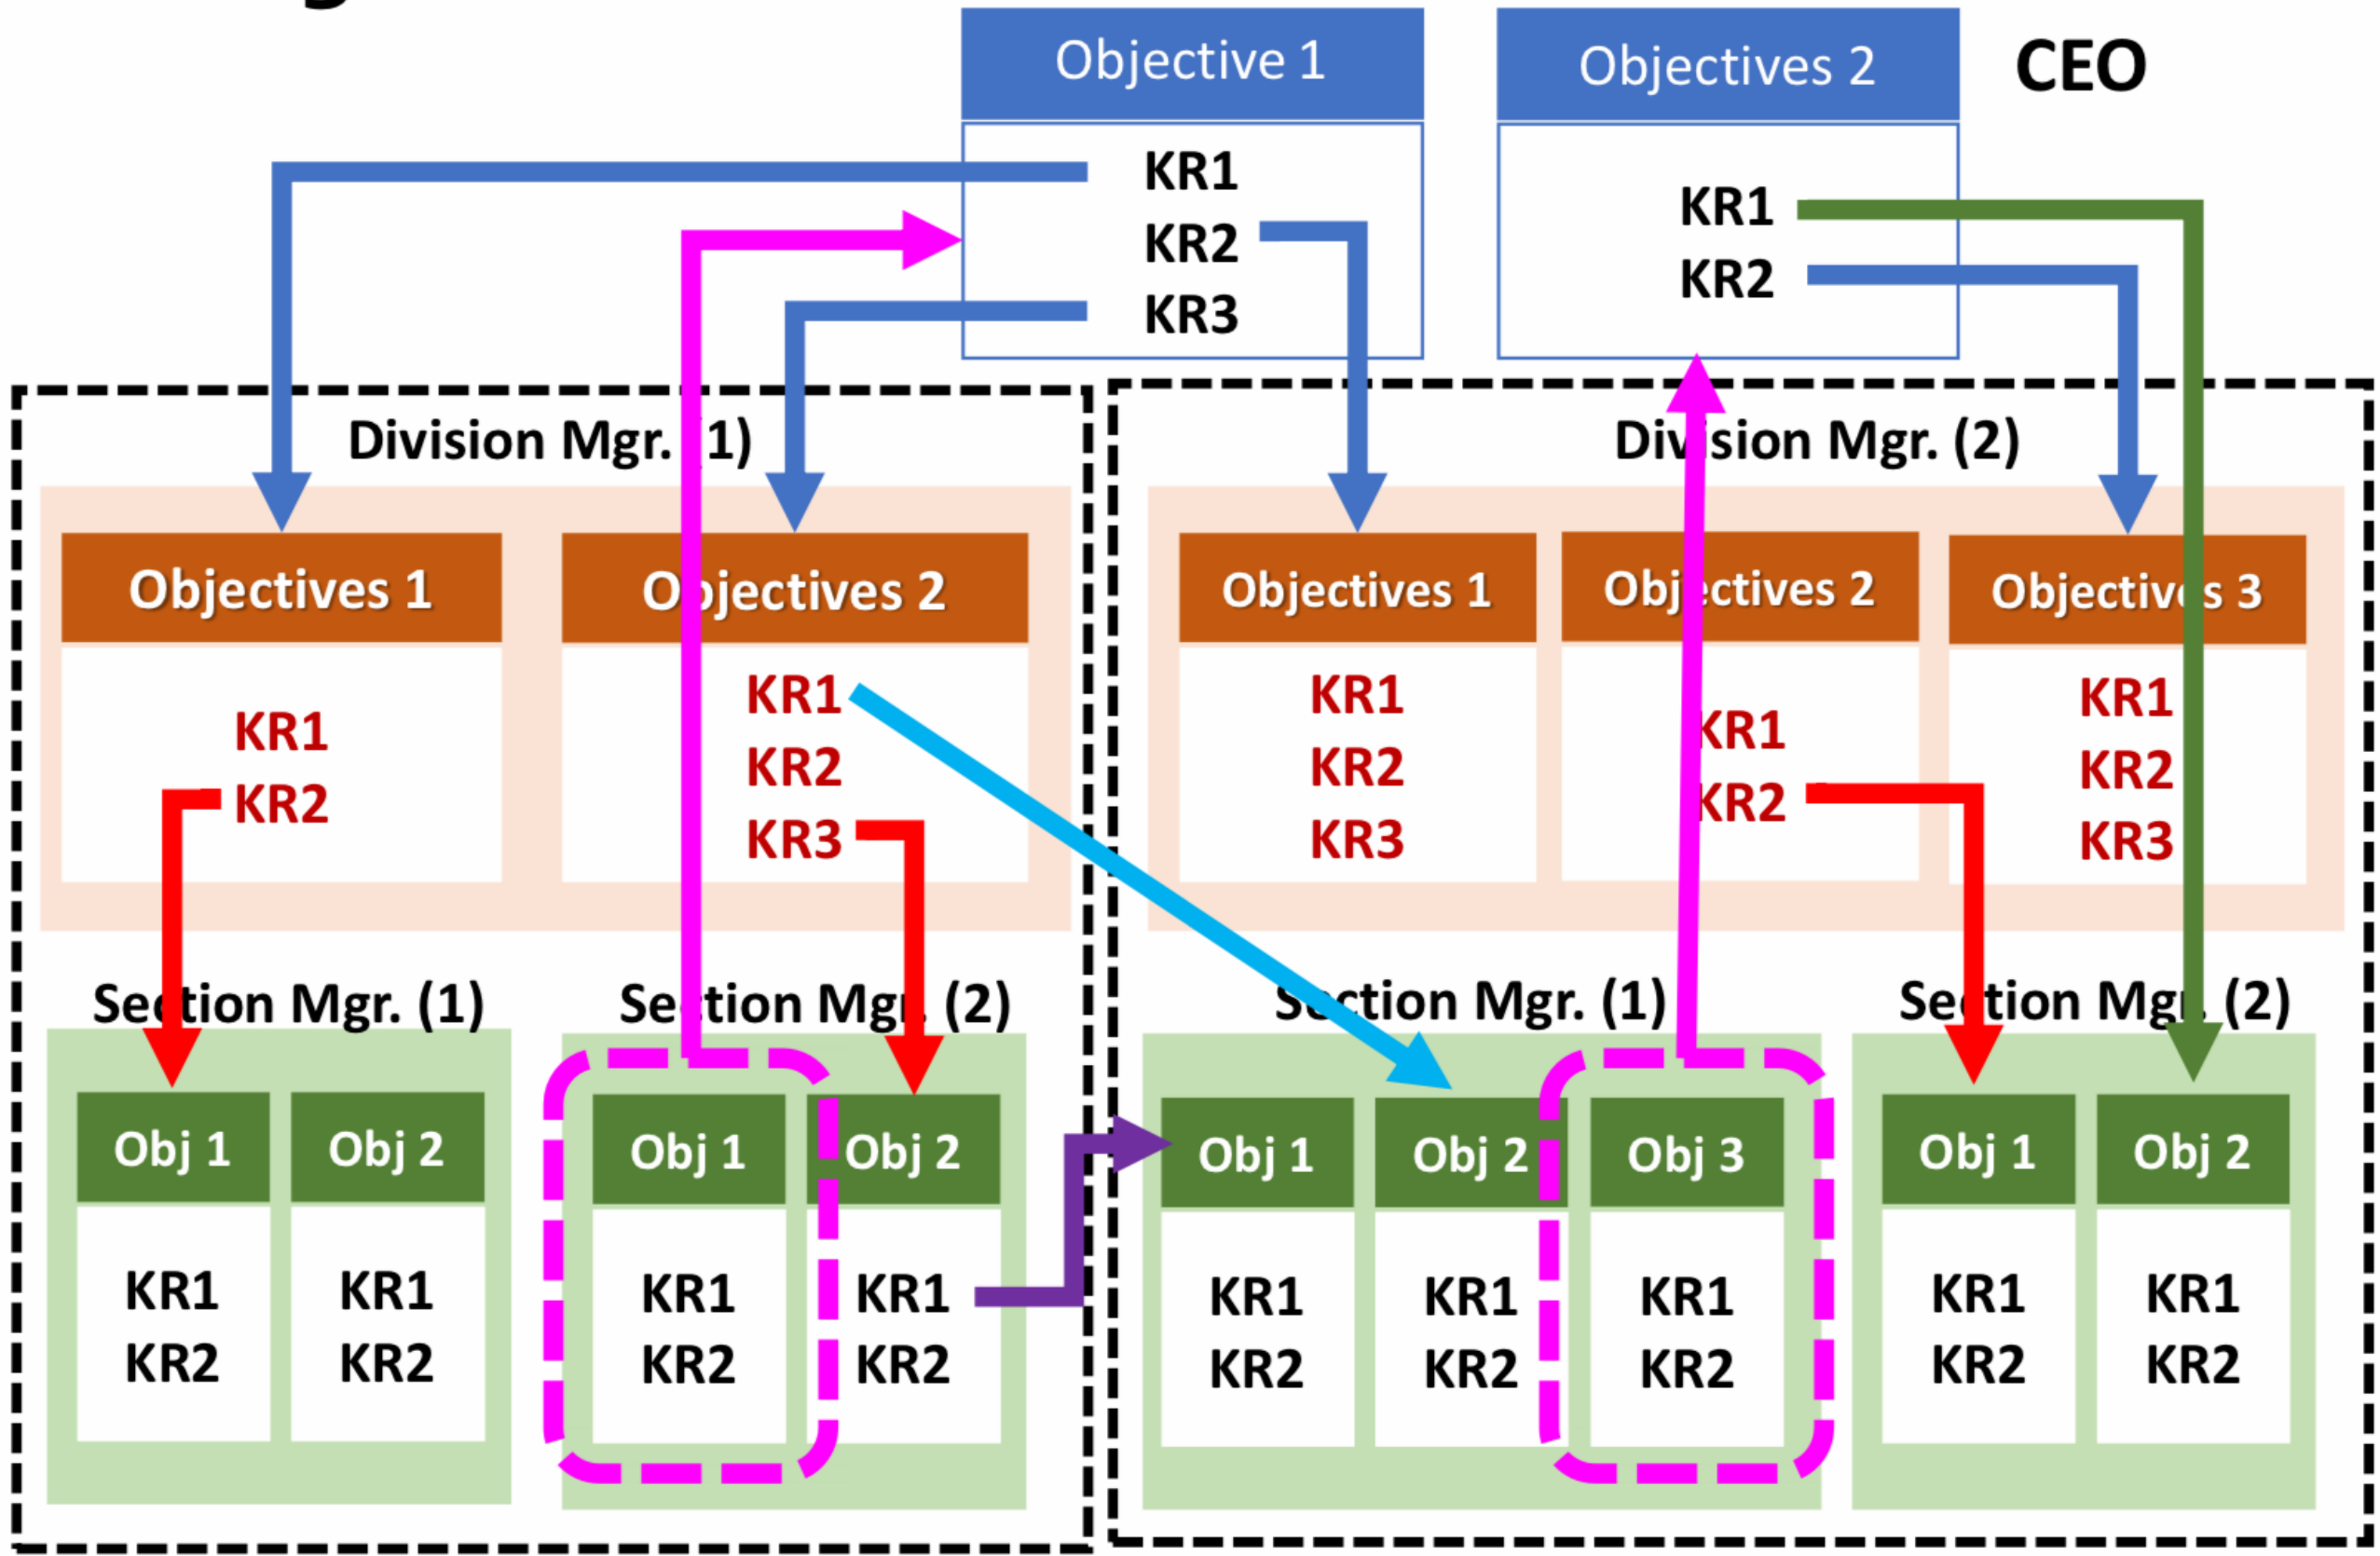 Objective 1
KR1
KR2
KR3
Objectives 2
KR1
KR2
CEO
Division Mgr. (1)
Objectives 1
KR1
KR2
Objectives 2
KR1
KR2
KR3
Section Mgr. (1)
Obj 1
KR1
KR2
Obj 2
KR1
KR2
Section Mgr. (2)
Obj 1
KR1
KR2
Obj 2
KR1
KR2
Division Mgr. (2)
Objectives 1
KR1
KR2
KR3
Objectives 2
KR1
KR2
Objectives 3
KR1
KR2
KR3
Section Mgr. (1)
Obj 1
KR1
KR2
Obj 2
KR1
KR2
Obj 3
KR1
KR2
Section Mgr. (2)
Obj 1
KR1
KR2
Obj 2
KR1
KR2